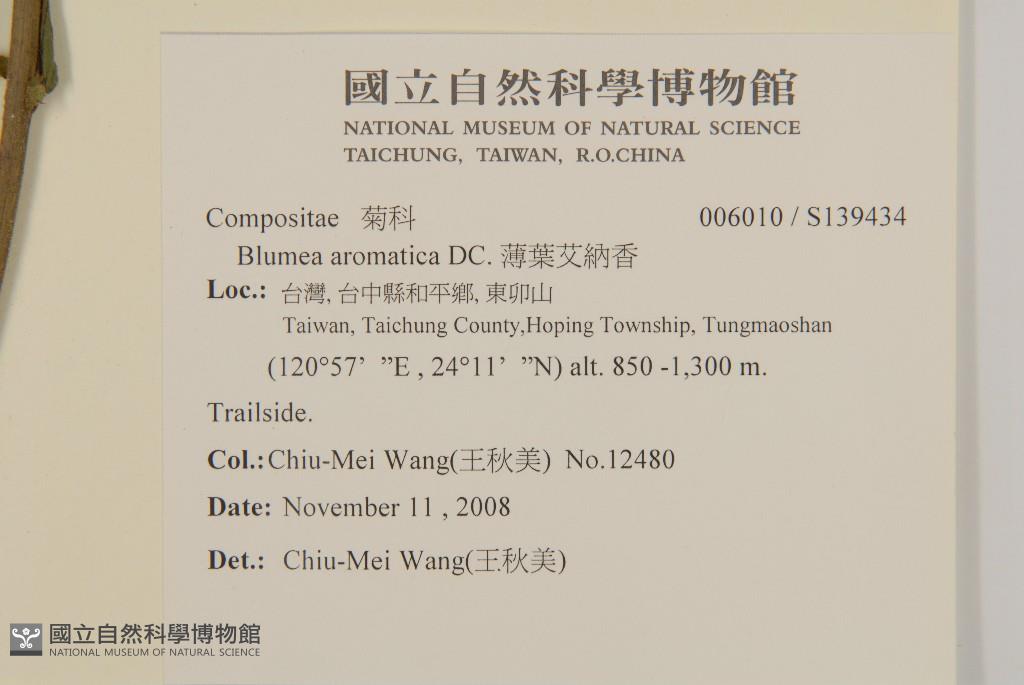 國立自然科學博物館
NATIONAL MUSEUM OF NATURAL SCIENCE
TAICHUNG, TAIWAN, R.O.CHINA
Compositae 菊科 006010 / S139434
Blumea aromatica DC. 薄葉艾納香
Loc.: 台灣, 台中縣和平鄉, 東卯山
Taiwan, Taichung County,Hoping Township, Tungmaoshan
(120°57’ ”E , 24°11’ ”N) alt. 850 -1,300 m.
Trailside.
Col.: Chiu-Mei Wang(王秋美) No.12480
Date: November 11 , 2008
Det.: Chiu-Mei Wang(王秋美)
國立自然科學博物館
NATIONAL MUSEUM OF NATURAL SCIENCE